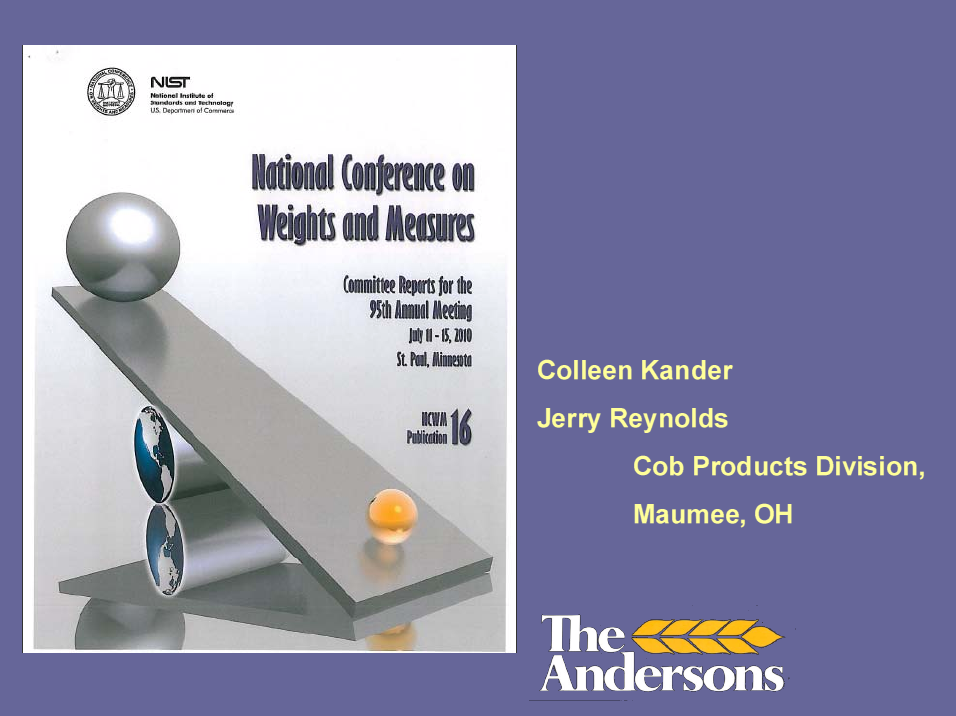 NIST
National Institute of
Standards and Technology
U.S. Department of Commerce
National Conference on
Weights and Measures
Committee Reports for the
95th Annual Meeting
July 11 - 15, 2010
St. Paul, Minnesota
NCWM
Publication 16
Colleen Kander
Jerry Reynolds
Cob Products Division,
Maumee, OH
The
Andersons